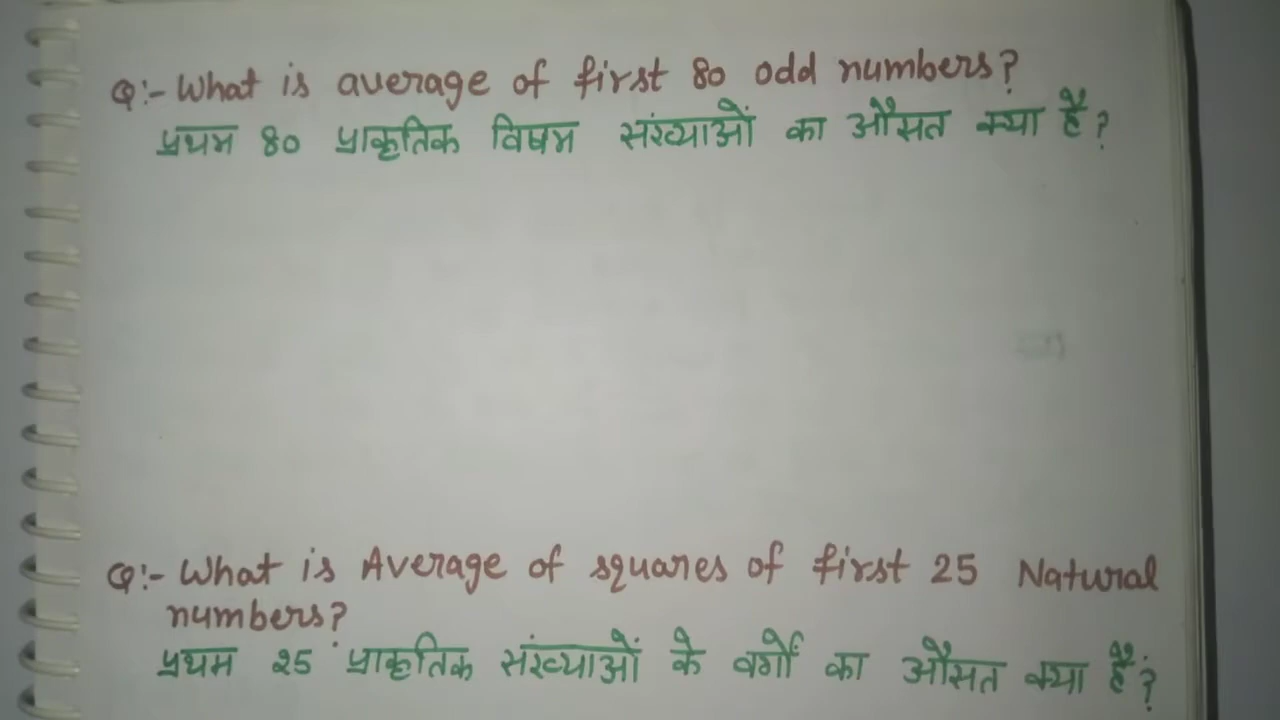 Q:- What is average of first 80 odd numbers?
प्रथम 80 प्राकृतिक विषम संख्याओं का औसत क्या है?
Q:- What is Average of squares of first 25 Natural
numbers?
प्रथम 25 प्राकृतिक संख्याओं के वर्गों का औसत क्या है?